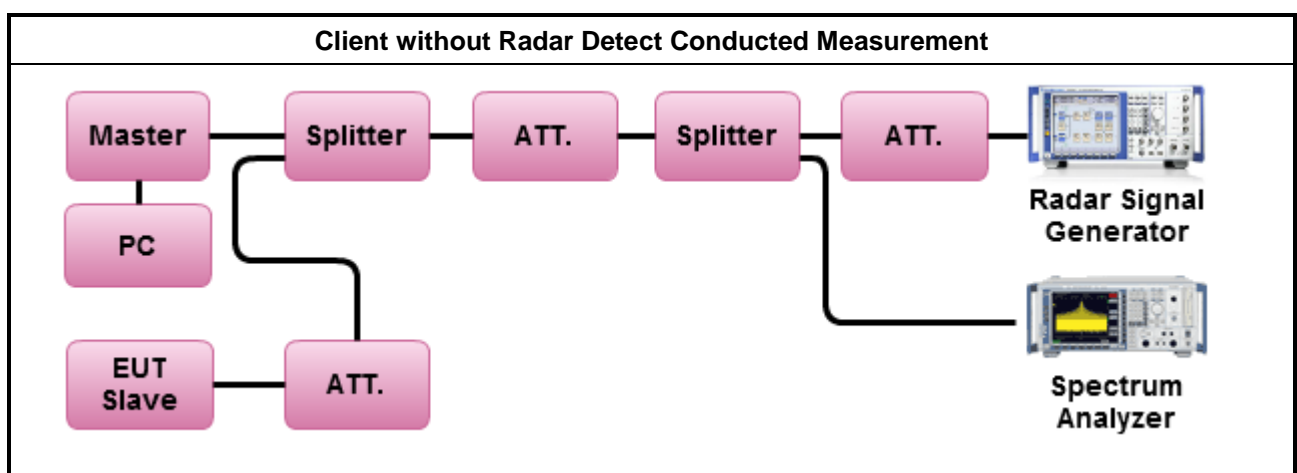 Client without Radar Detect Conducted Measurement
Master
Splitter
ATT.
Splitter
ATT.
Radar Signal
Generator
PC
EUT
Slave
ATT.
Spectrum
Analyzer